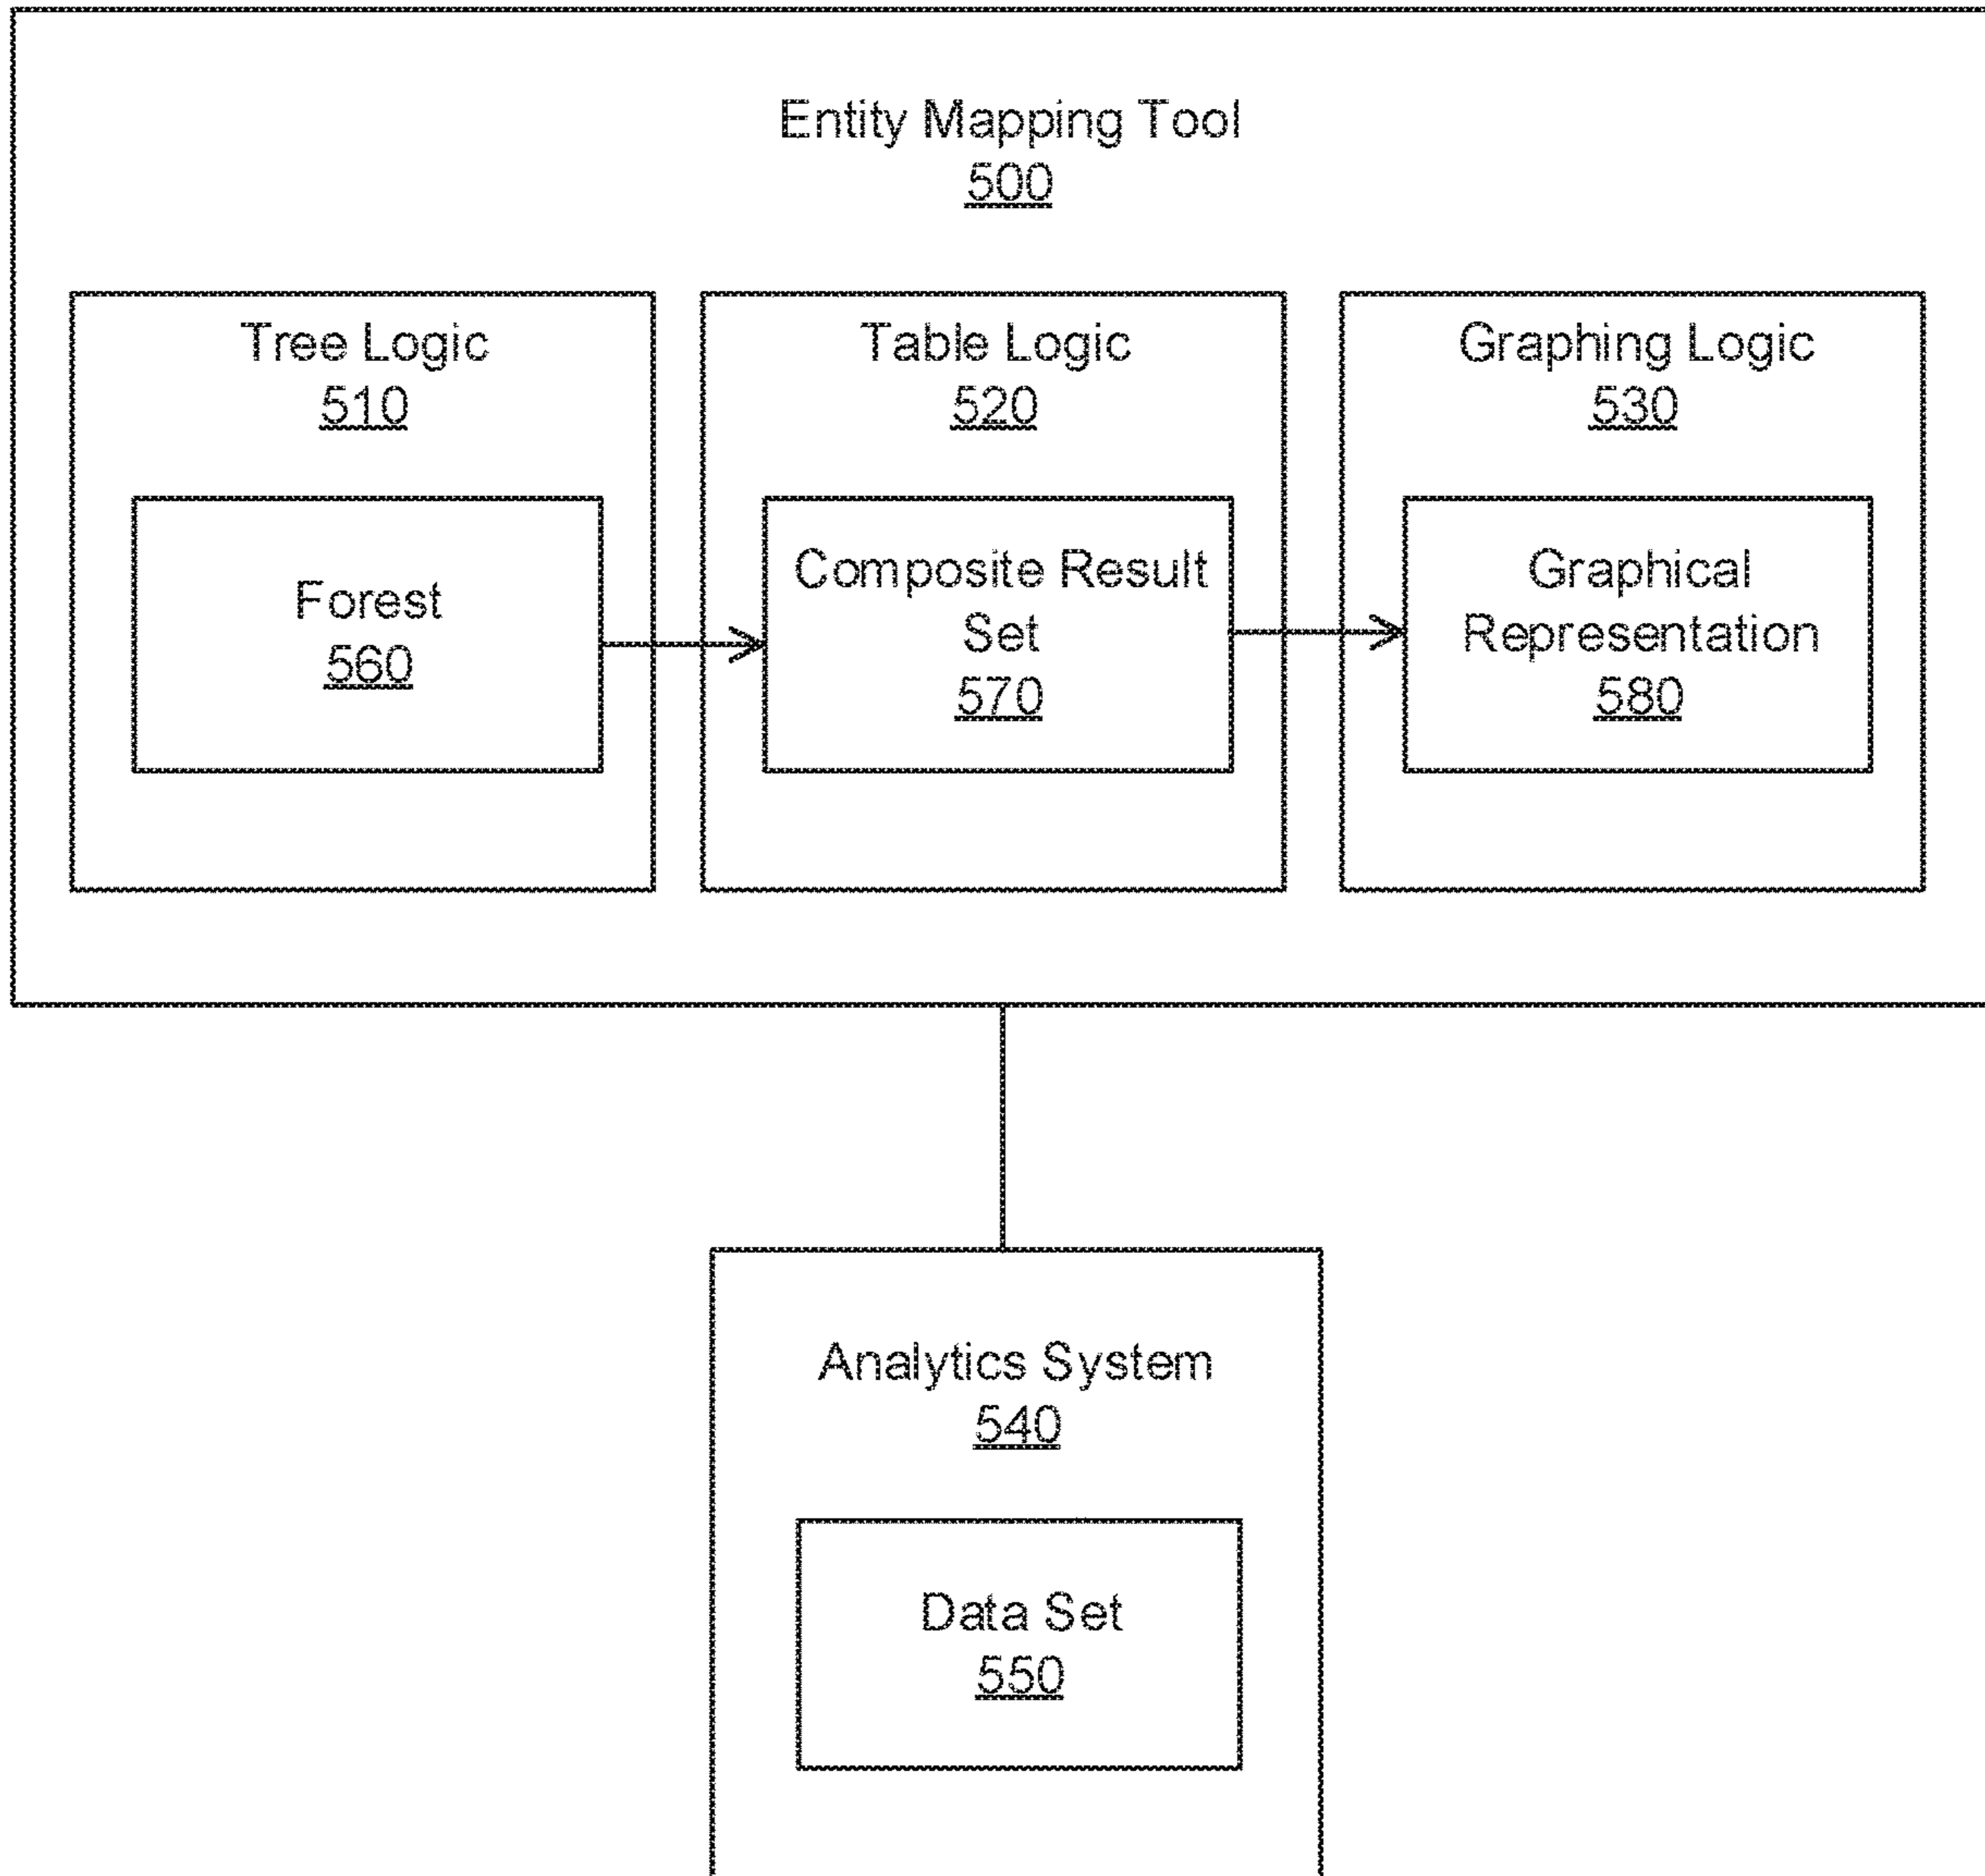 Entity Mapping Tool
500
Tree Logic
510
Forest
560
Table Logic
520
Composite Result
Set
570
Graphing Logic
530
Graphical
Representation
580
Analytics System
540
Data Set
550